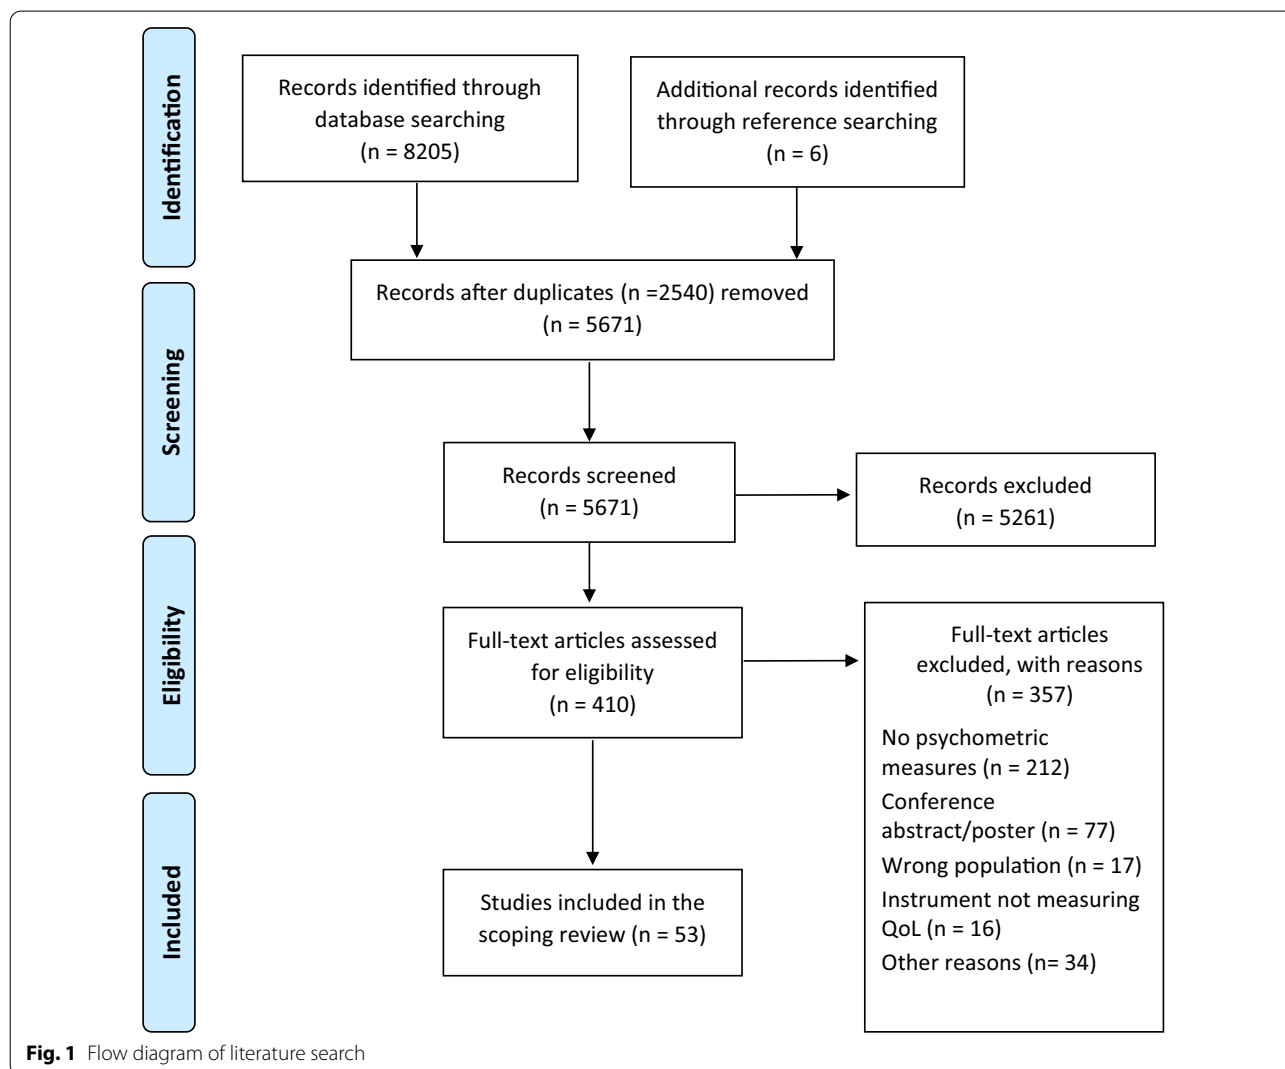 Identification
Records identified through
database searching
(n = 8205)
Additional records identified
through reference searching
(n = 6)
Screening
Records after duplicates (n =2540) removed
(n = 5671)
Records screened
(n = 5671)
Records excluded
(n = 5261)
Eligibility
Full-text articles assessed
for eligibility
(n = 410)
Full-text articles
excluded, with reasons
(n = 357)
No psychometric
measures (n = 212)
Conference
abstract/poster (n = 77)
Wrong population (n = 17)
Instrument not measuring
QoL (n = 16)
Other reasons (n= 34)
Included
Studies included in the
scoping review (n = 53)
Fig. 1 Flow diagram of literature search